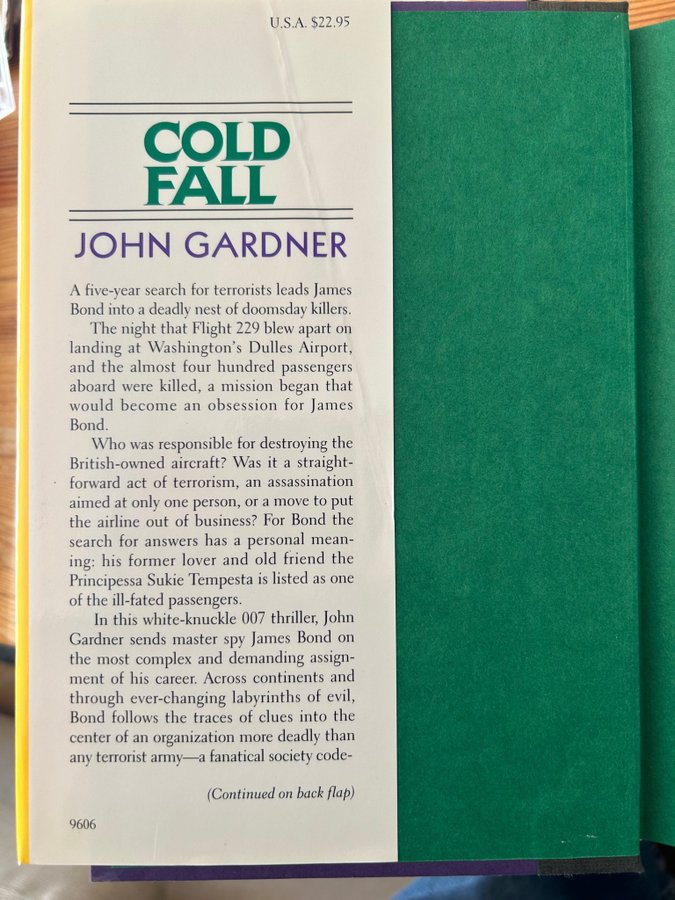 U.S.A. $22.95
COLD
FALL
JOHN GARDNER
A five-year search for terrorists leads James
Bond into a deadly nest of doomsday killers.
The night that Flight 229 blew apart on
landing at Washington's Dulles Airport,
and the almost four hundred passengers
aboard were killed, a mission began that
would become an obsession for James
Bond.
Who was responsible for destroying the
British-owned aircraft? Was it a straight-
forward act of terrorism, an assassination
aimed at only one person, or a move to put
the airline out of business? For Bond the
search for answers has a personal mean-
ing: his former lover and old friend the
Principessa Sukie Tempesta is listed as one
of the ill-fated passengers.
In this white-knuckle 007 thriller, John
Gardner sends master spy James Bond on
the most complex and demanding assign-
ment of his career. Across continents and
through ever-changing labyrinths of evil,
Bond follows the traces of clues into the
center of an organization more deadly than
any terrorist army—a fanatical society code-
(Continued on back flap)
9606